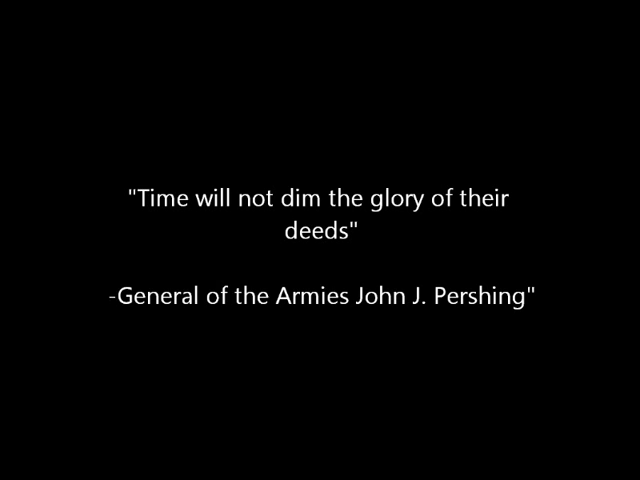 "Time will not dim the glory of their
deeds"
-General of the Armies John J. Pershing"